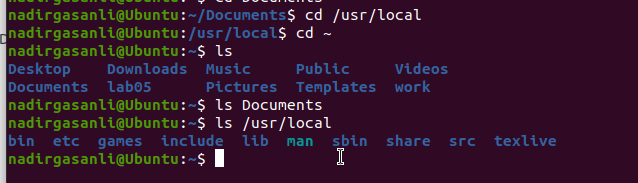 nadirgasanli@Ubuntu:~/Documents$ cd /usr/local
nadirgasanli@Ubuntu:/usr/local$ cd ~
nadirgasanli@Ubuntu:~$ ls
Desktop Downloads Music Public Videos
Documents lab05 Pictures Templates work
nadirgasanli@Ubuntu:~$ ls Documents
nadirgasanli@Ubuntu:~$ ls /usr/local
bin etc games include lib man sbin share src texlive
nadirgasanli@Ubuntu:~$